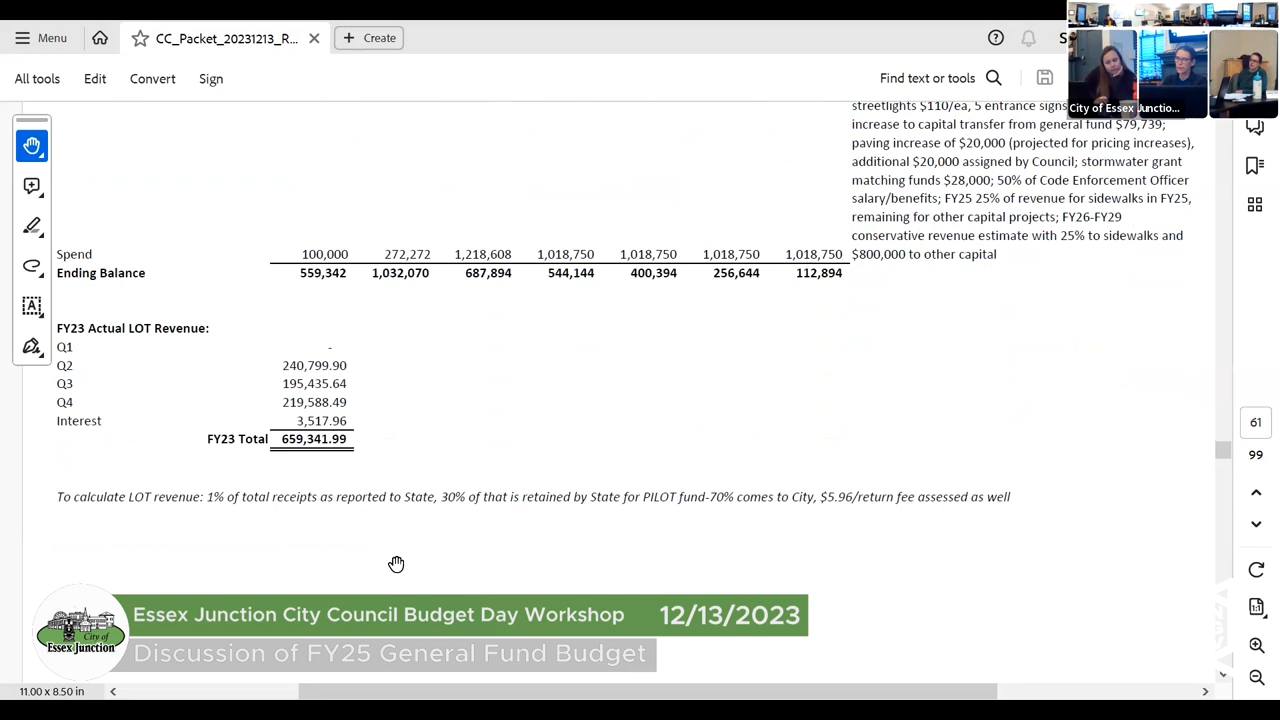 Menu
CC_Packet_20231213_R...
Create
All tools
Edit
Convert
Sign
Find text or tools
City of Essex Junctio...
streetlights $110/ea, 5 entrance signs
increase to capital transfer from general fund $79,739;
paving increase of $20,000 (projected for pricing increases),
additional $20,000 assigned by Council; stormwater grant
matching funds $28,000; 50% of Code Enforcement Officer
salary/benefits; FY25 25% of revenue for sidewalks in FY25,
remaining for other capital projects; FY26-FY29
conservative revenue estimate with 25% to sidewalks and
$800,000 to other capital
Spend 100,000 272,272 1,218,608 1,018,750 1,018,750 1,018,750 1,018,750
Ending Balance 559,342 1,032,070 687,894 544,144 400,394 256,644 112,894
FY23 Actual LOT Revenue:
Q1 -
Q2 240,799.90
Q3 195,435.64
Q4 219,588.49
Interest 3,517.96
FY23 Total 659,341.99
To calculate LOT revenue: 1% of total receipts as reported to State, 30% of that is retained by State for PILOT fund-70% comes to City, $5.96/return fee assessed as well
61
99
1:1
City of
Essex Junction
Essex Junction City Council Budget Day Workshop 12/13/2023
Discussion of FY25 General Fund Budget
11.00 x 8.50 in